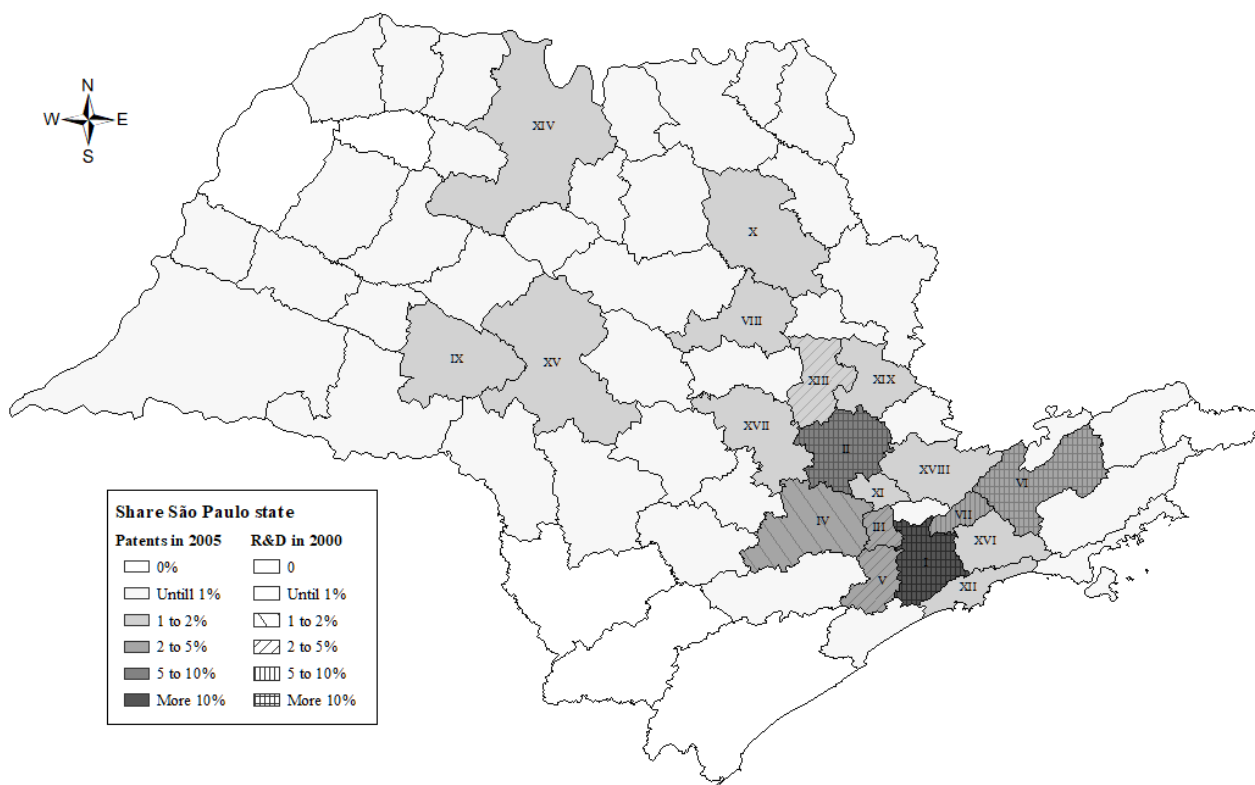 N
W E
S
XIV
X
VIII
IX
XV
XIII
XIX
XVII
II
XVIII
VI
XI
IV
III
VII
XVI
I
V
XII
Share São Paulo state
Patents in 2005 R&D in 2000
0% 0
Untill 1% Until 1%
1 to 2% 1 to 2%
2 to 5% 2 to 5%
5 to 10% 5 to 10%
More 10% More 10%